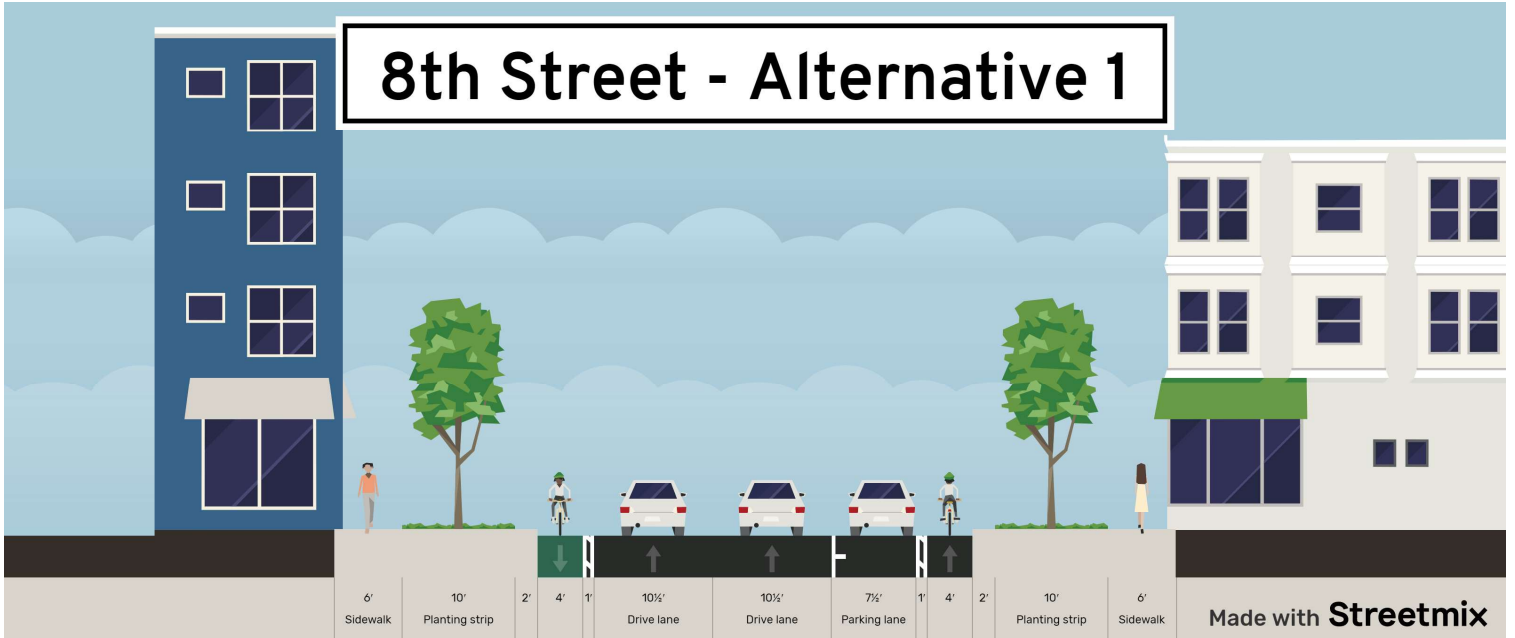 8th Street - Alternative 1
6′ 10′ 2′ 4′ 1′ 10½′ 10½′ 7½′ 1′ 4′ 2′ 10′ 6′
Sidewalk Planting strip Drive lane Drive lane Parking lane Planting strip Sidewalk
Made with Streetmix